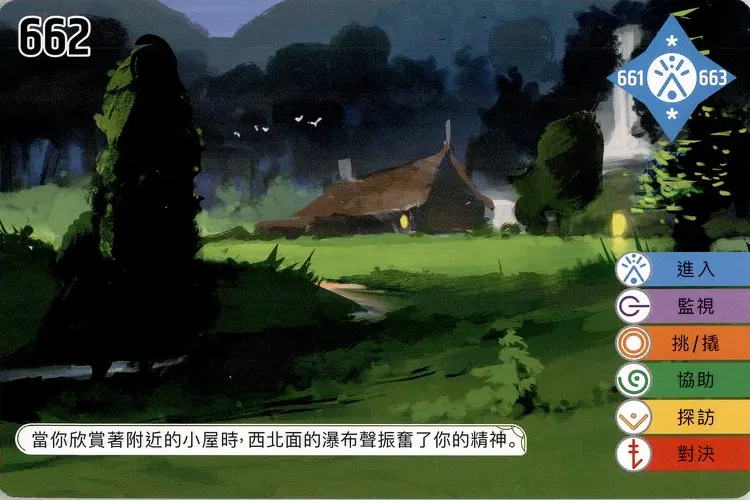 662
*
661 663
*
進入
監視
挑/撬
協助
探訪
對決
當你欣賞著附近的小屋時,西北面的瀑布聲振奮了你的精神。